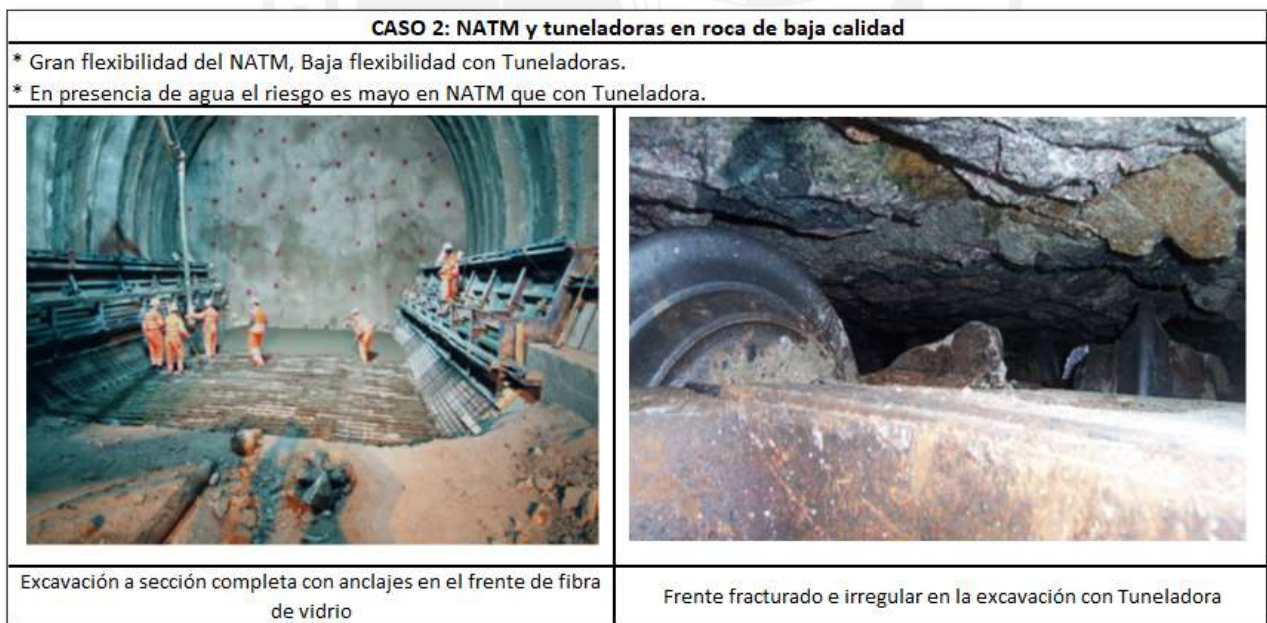 CASO 2: NATM y tuneladoras en roca de baja calidad
* Gran flexibilidad del NATM, Baja flexibilidad con Tuneladoras.
* En presencia de agua el riesgo es mayo en NATM que con Tuneladora.
Excavación a sección completa con anclajes en el frente de fibra
de vidrio
Frente fracturado e irregular en la excavación con Tuneladora